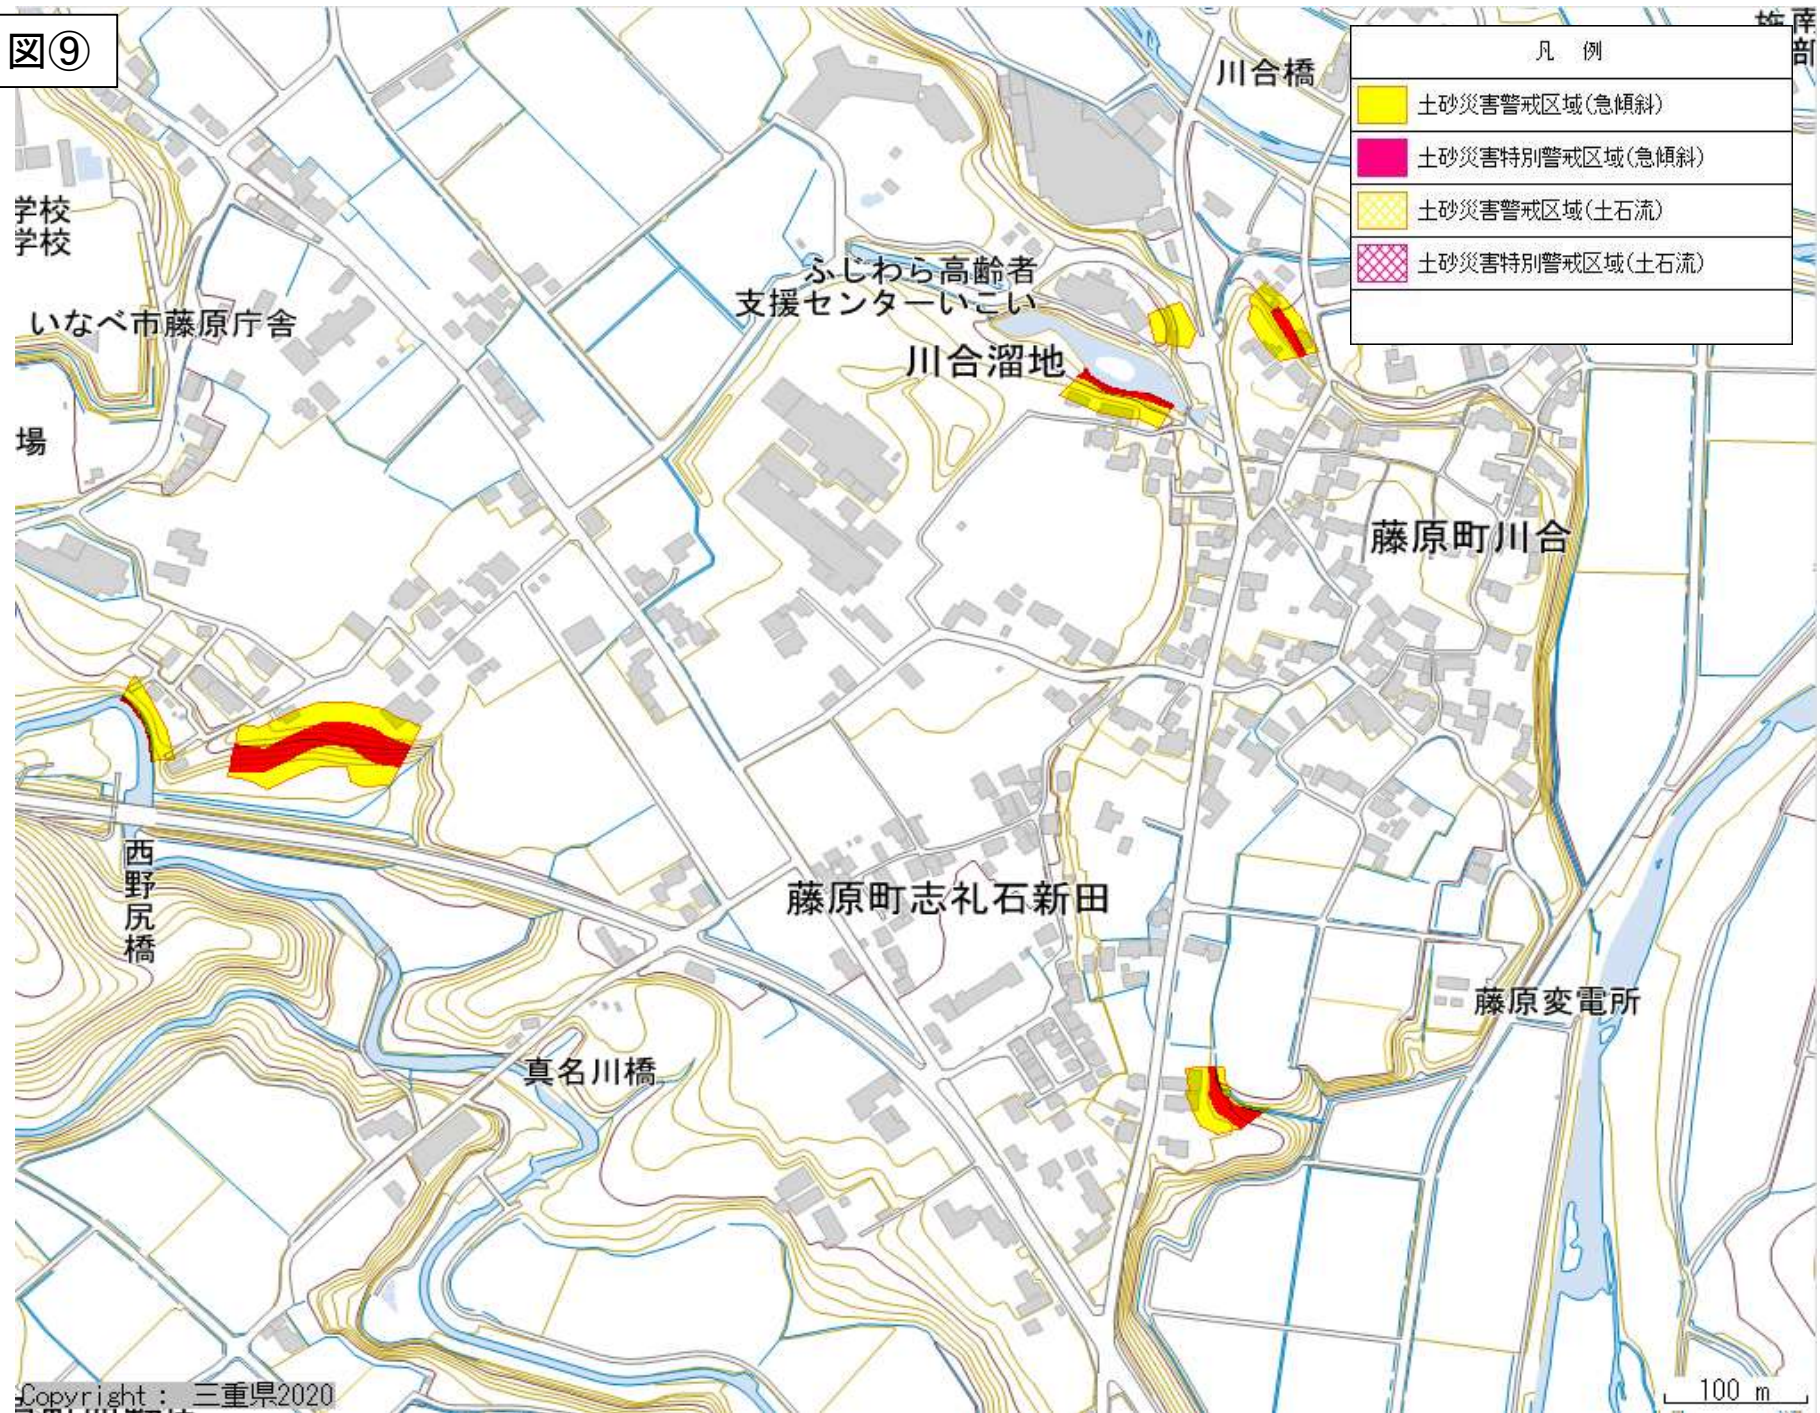 図⑨
川合橋
南
部
凡 例
土砂災害警戒区域(急傾斜)
土砂災害特別警戒区域(急傾斜)
土砂災害警戒区域(土石流)
土砂災害特別警戒区域(土石流)
学校
学校
ふじわら高齢者
支援センターいこい
いなべ市藤原庁舎
川合溜地
場
藤原町川合
西野尻橋
藤原町志礼石新田
藤原変電所
真名川橋
Copyright : 三重県2020
100 m